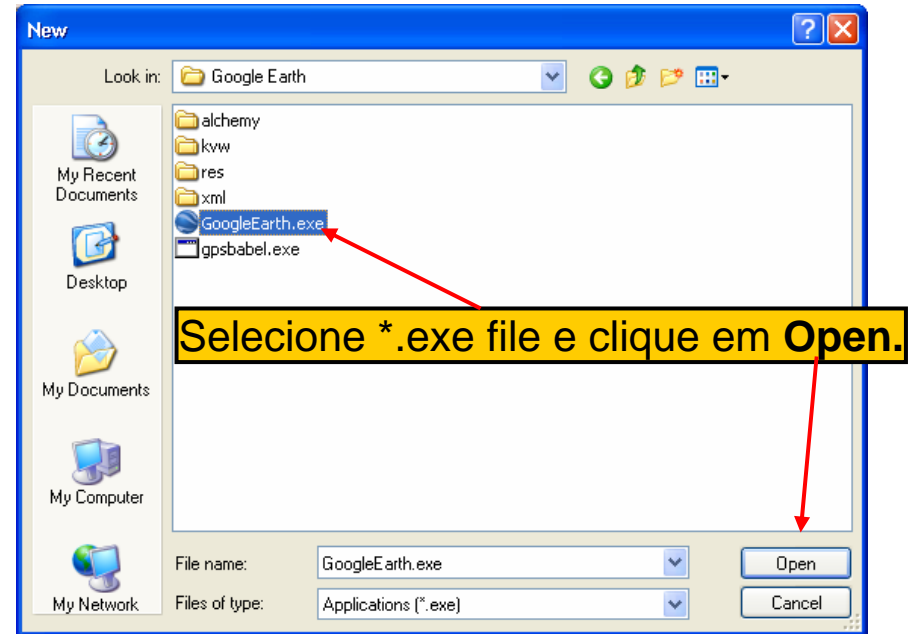 New
Look in: Google Earth
alchemy
kvw
res
xml
GoogleEarth.exe
gpsbabel.exe
My Recent
Documents
Desktop
My Documents
My Computer
My Network
Selecione *.exe file e clique em Open.
File name: GoogleEarth.exe Open
Files of type: Applications (*.exe) Cancel